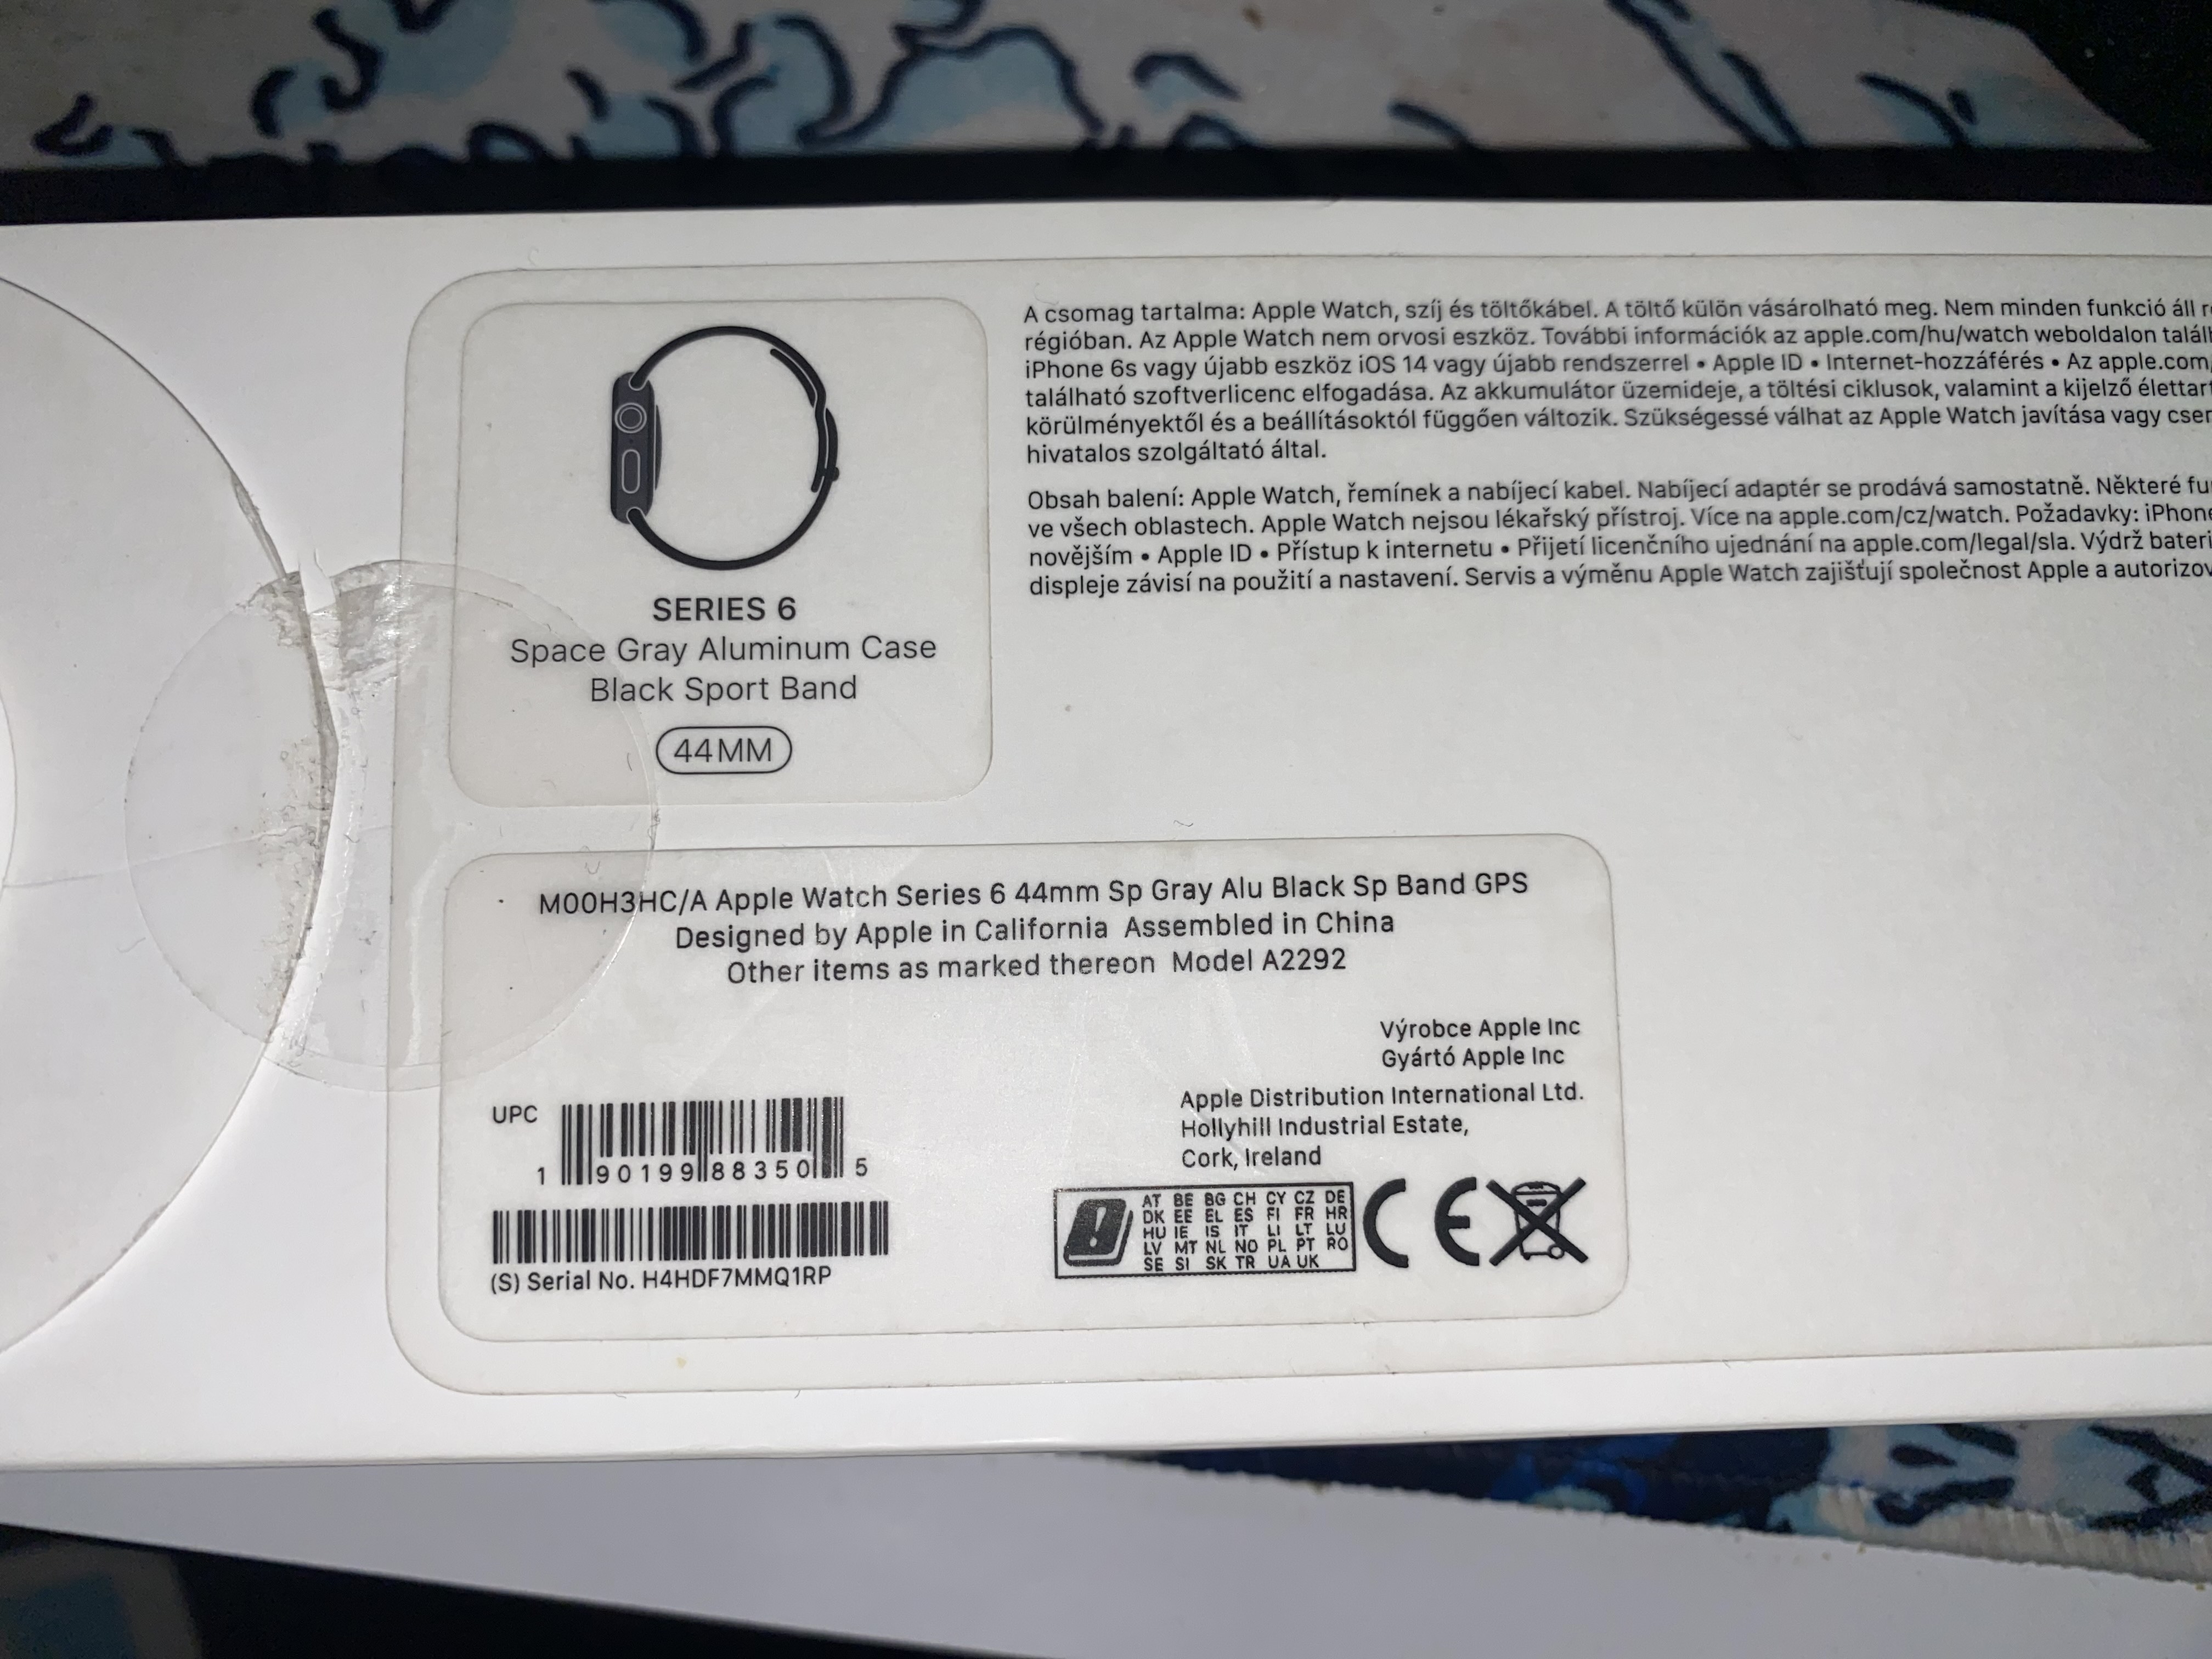 SERIES 6
Space Gray Aluminum Case
Black Sport Band
44MM
A csomag tartalma: Apple Watch, szíj és töltőkábel. A töltő külön vásárolható meg. Nem minden funkció áll
régióban. Az Apple Watch nem orvosi eszköz. További információk az apple.com/hu/watch weboldalon talál
iPhone 6s vagy újabb eszköz iOS 14 vagy újabb rendszerrel • Apple ID • Internet-hozzáférés • Az apple.com
található szoftverlicenc elfogadása. Az akkumulátor üzemideje, a töltési ciklusok, valamint a kijelző élettar
körülményektől és a beállításoktól függően változik. Szükségessé válhat az Apple Watch javítása vagy cser
hivatalos szolgáltató által.
Obsah balení: Apple Watch, řemínek a nabíjecí kabel. Nabíjecí adaptér se prodává samostatně. Některé fu
ve všech oblastech. Apple Watch nejsou lékařský přístroj. Více na apple.com/cz/watch. Požadavky: iPhone
novějším • Apple ID • Přístup k internetu • Přijetí licenčního ujednání na apple.com/legal/sla. Výdrž bateri
displeje závisí na použití a nastavení. Servis a výměnu Apple Watch zajišťují společnost Apple a autorizov
M00H3HC/A Apple Watch Series 6 44mm Sp Gray Alu Black Sp Band GPS
Designed by Apple in California Assembled in China
Other items as marked thereon Model A2292
Výrobce Apple Inc
Gyártó Apple Inc
Apple Distribution International Ltd.
Hollyhill Industrial Estate,
Cork, Ireland
UPC
1 90199 88350 5
(S) Serial No. H4HDF7MMQ1RP
AT BE BG CH CY CZ DE
DK EE EL ES FI FR HR
HU IE IS IT LI LT LU
LV MT NL NO PL PT RO
SE SI SK TR UA UK
CE